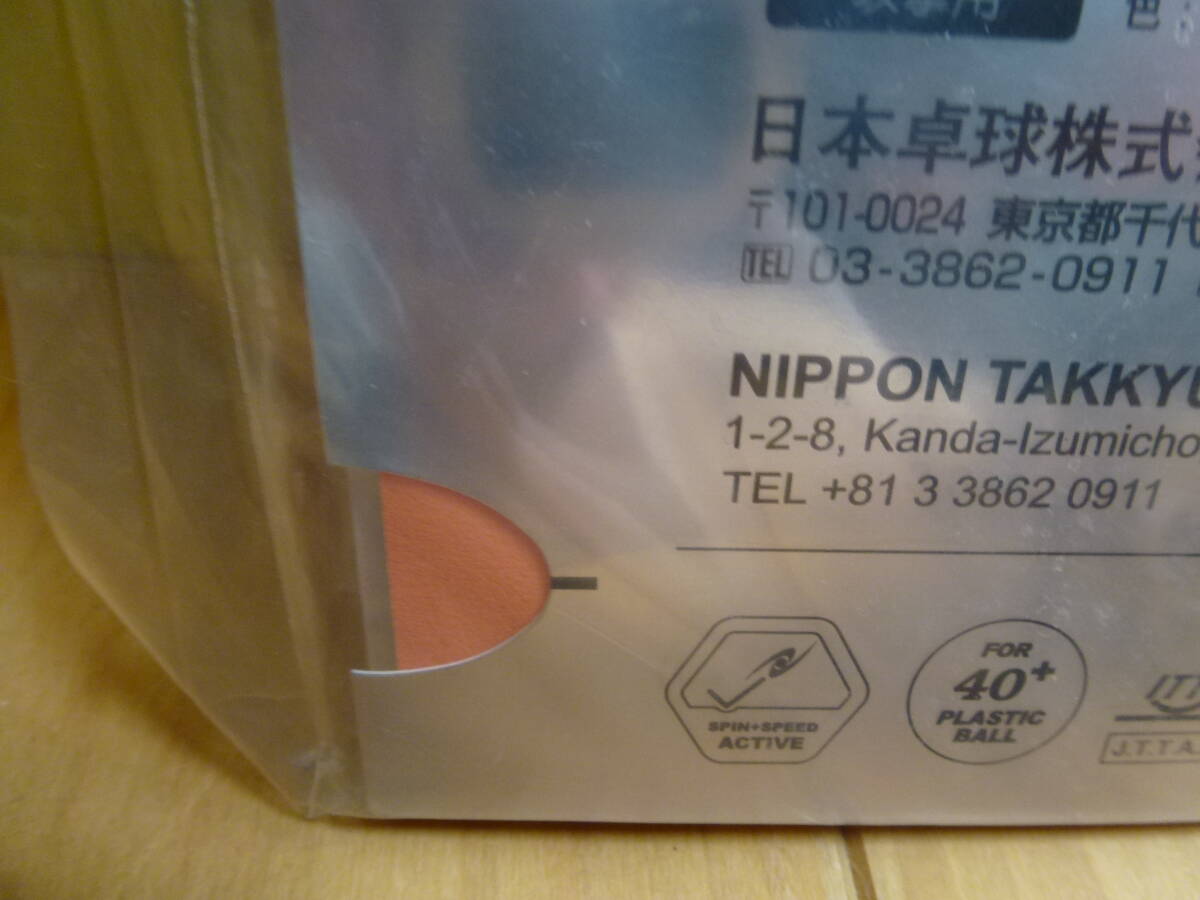 色
日本卓球株式
〒101-0024 東京都千代
TEL 03-3862-0911
NIPPON TAKKYU
1-2-8, Kanda-Izumicho
TEL +81 3 3862 0911
SPIN+SPEED
ACTIVE
FOR
40+
PLASTIC
BALL
J.T.T.A